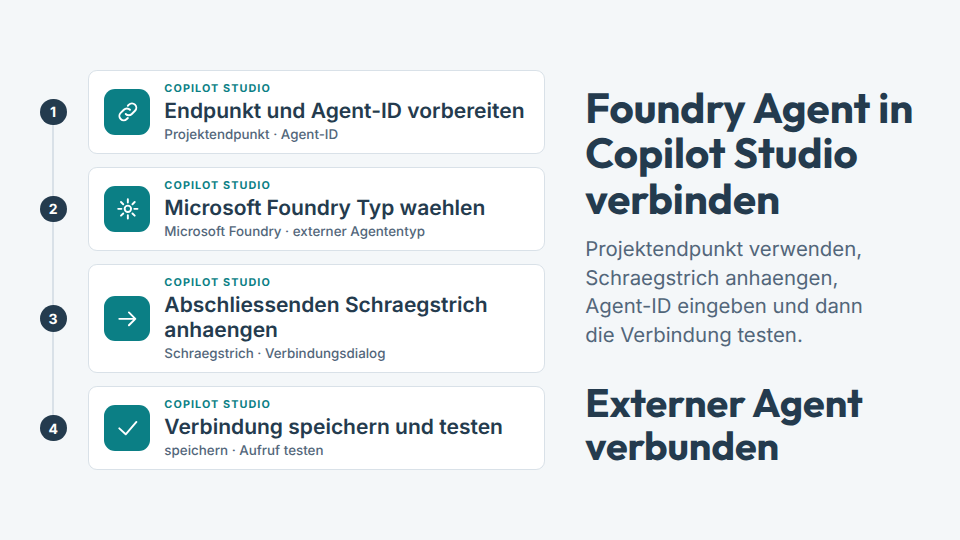 1
COPILOT STUDIO
Endpunkt und Agent-ID vorbereiten
Projektendpunkt · Agent-ID
2
COPILOT STUDIO
Microsoft Foundry Typ waehlen
Microsoft Foundry · externer Agententyp
3
COPILOT STUDIO
Abschliessenden Schraegstrich
anhaengen
Schraegstrich · Verbindungsdialog
4
COPILOT STUDIO
Verbindung speichern und testen
speichern · Aufruf testen
Foundry Agent in
Copilot Studio
verbinden
Projektendpunkt verwenden,
Schraegstrich anhaengen,
Agent-ID eingeben und dann
die Verbindung testen.
Externer Agent
verbunden